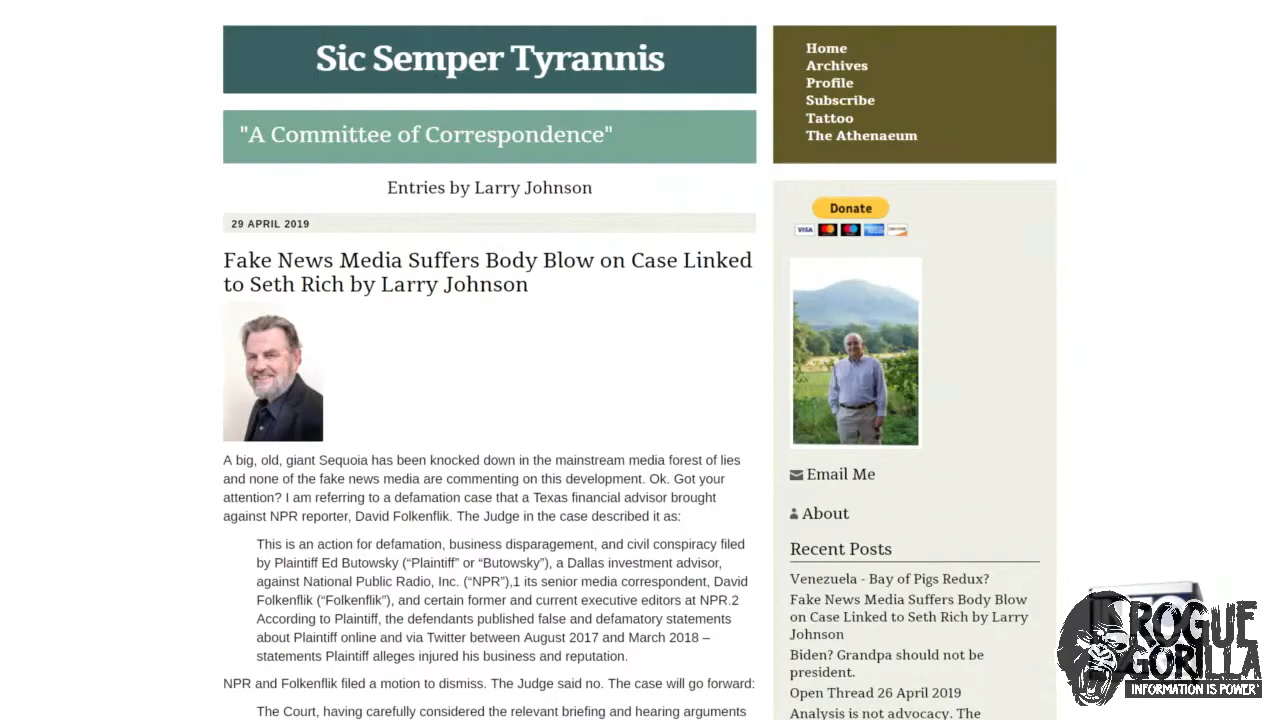 Sic Semper Tyrannis
"A Committee of Correspondence"
Entries by Larry Johnson
29 APRIL 2019
Fake News Media Suffers Body Blow on Case Linked
to Seth Rich by Larry Johnson
A big, old, giant Sequoia has been knocked down in the mainstream media forest of lies
and none of the fake news media are commenting on this development. Ok. Got your
attention? I am referring to a defamation case that a Texas financial advisor brought
against NPR reporter, David Folkenflik. The Judge in the case described it as:
This is an action for defamation, business disparagement, and civil conspiracy filed
by Plaintiff Ed Butowsky (“Plaintiff” or “Butowsky”), a Dallas investment advisor,
against National Public Radio, Inc. (“NPR”),1 its senior media correspondent, David
Folkenflik (“Folkenflik”), and certain former and current executive editors at NPR.2
According to Plaintiff, the defendants published false and defamatory statements
about Plaintiff online and via Twitter between August 2017 and March 2018 –
statements Plaintiff alleges injured his business and reputation.
NPR and Folkenflik filed a motion to dismiss. The Judge said no. The case will go forward:
The Court, having carefully considered the relevant briefing and hearing arguments
Home
Archives
Profile
Subscribe
Tattoo
The Athenaeum
Donate
VISA
Email Me
About
Recent Posts
Venezuela - Bay of Pigs Redux?
Fake News Media Suffers Body Blow
on Case Linked to Seth Rich by Larry
Johnson
Biden? Grandpa should not be
president.
Open Thread 26 April 2019
Analysis is not advocacy. The
ROGUE
GORILLA
INFORMATION IS POWER